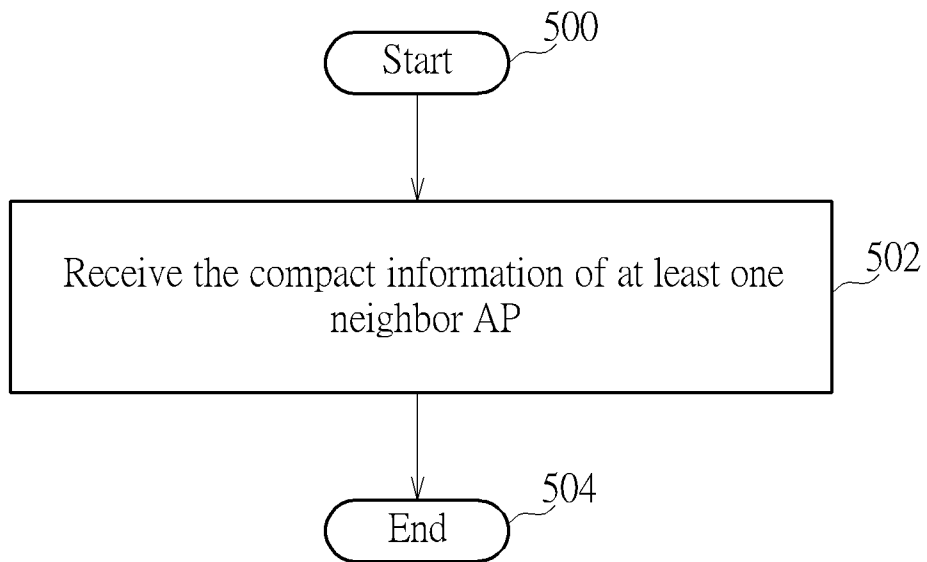 500
Start
502
Receive the compact information of at least one
neighbor AP
504
End